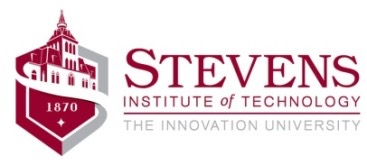 1870
STEVENS
INSTITUTE of TECHNOLOGY
THE INNOVATION UNIVERSITY